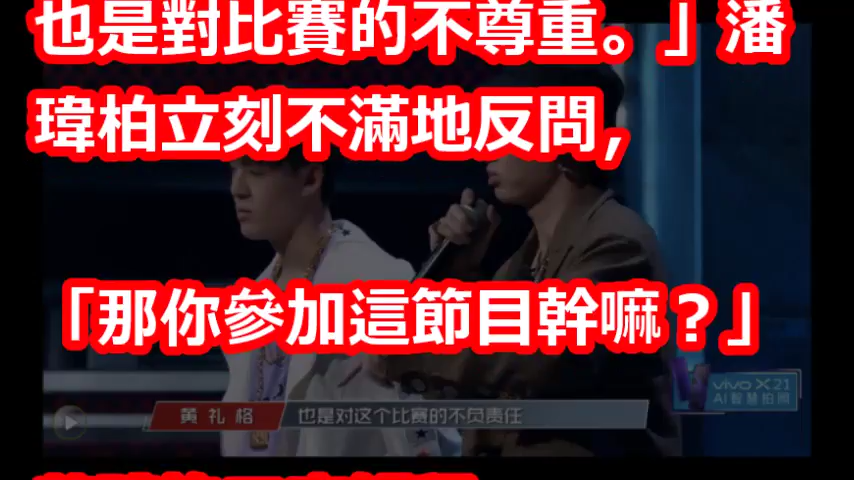 也是對比賽的不尊重。」潘
瑋柏立刻不滿地反問，
「那你參加這節目幹嘛？」
vivo X21
AI智慧拍照
黄礼格 也是对这个比赛的不负责任